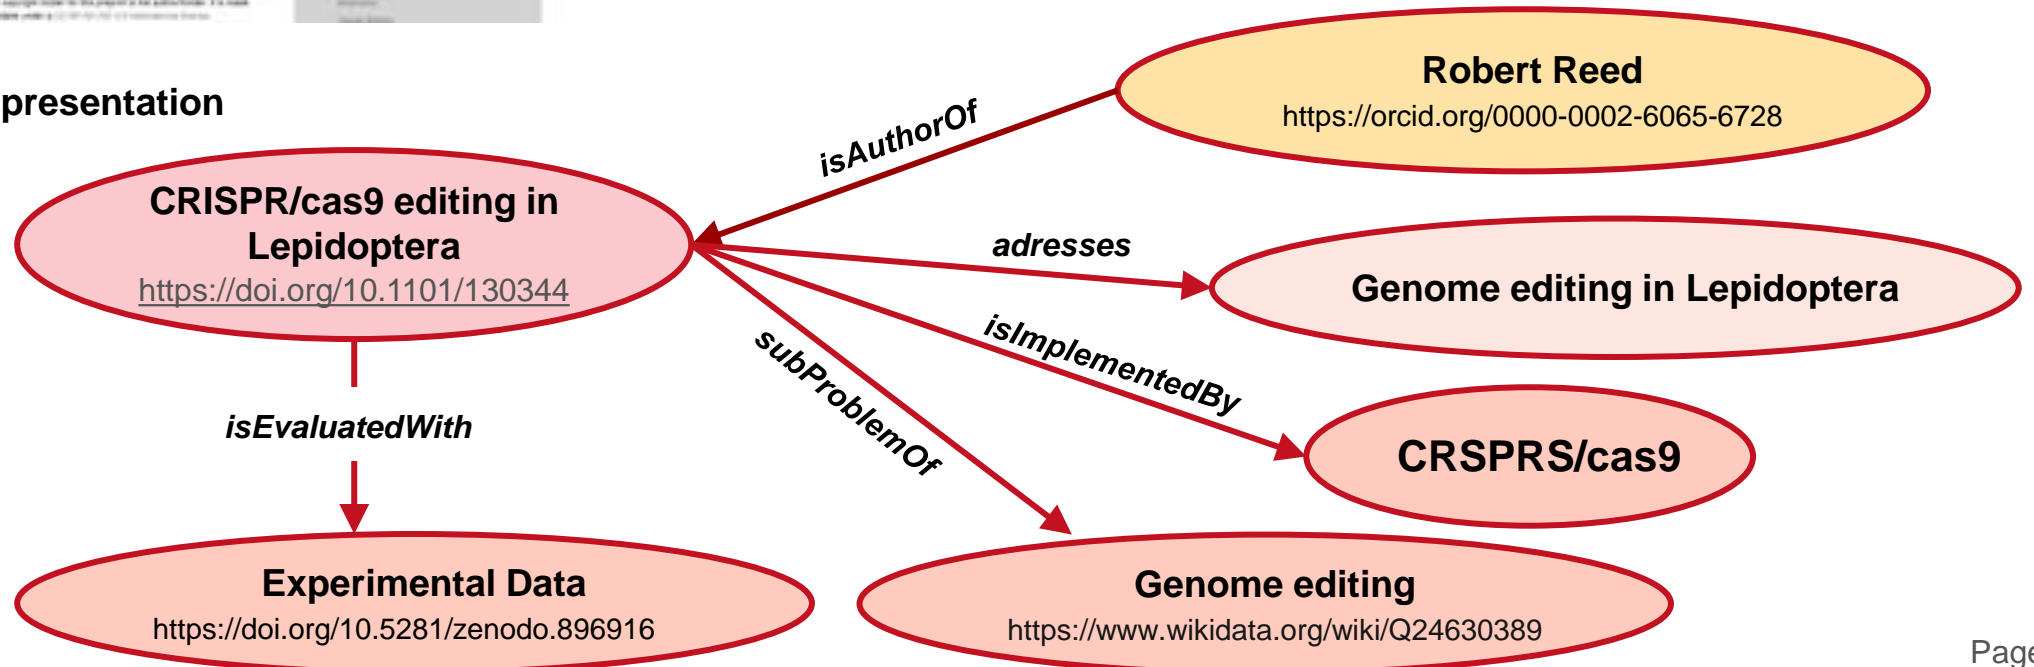 presentation
Robert Reed
https://orcid.org/0000-0002-6065-6728
isAuthorOf
CRISPR/cas9 editing in
Lepidoptera
https://doi.org/10.1101/130344
adresses
Genome editing in Lepidoptera
isImplementedBy
subProblemOf
CRSPRS/cas9
isEvaluatedWith
Experimental Data
https://doi.org/10.5281/zenodo.896916
Genome editing
https://www.wikidata.org/wiki/Q24630389
Page